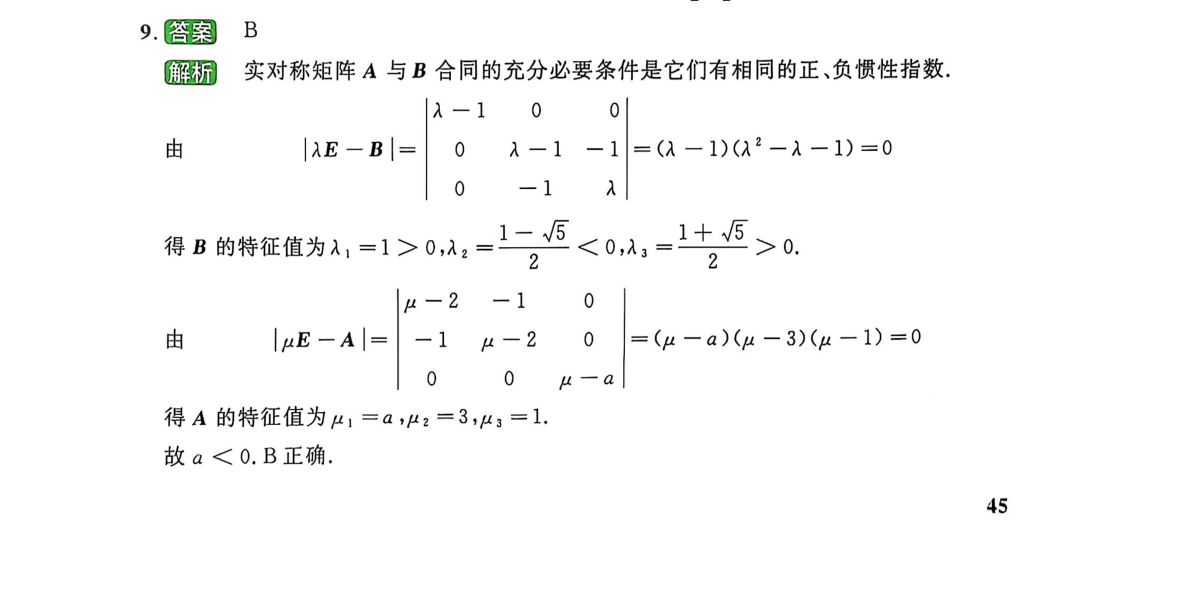 9. 答案 B
解析 实对称矩阵 A 与 B 合同的充分必要条件是它们有相同的正、负惯性指数.
由 |λE－B|= | λ－1 0 0 |
| 0 λ－1 －1 | =(λ－1)(λ²－λ－1)=0
| 0 －1 λ |
得 B 的特征值为 λ₁=1>0,λ₂=(1－√5)/2<0,λ₃=(1+√5)/2>0.
由 |μE－A|= | μ－2 －1 0 |
| －1 μ－2 0 | =(μ－a)(μ－3)(μ－1)=0
| 0 0 μ－a |
得 A 的特征值为 μ₁=a,μ₂=3,μ₃=1.
故 a<0. B 正确.
45